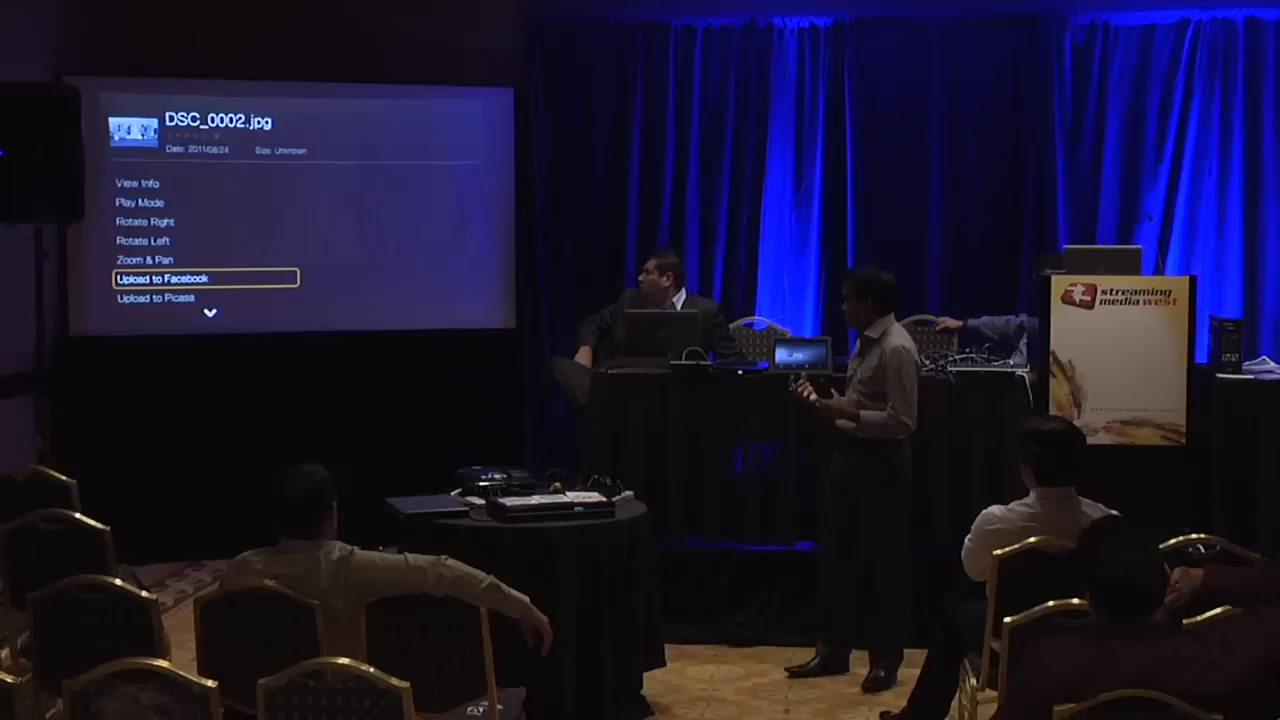 DSC_0002.jpg
Date: 2011/08/24 Size: Unknown
View Info
Play Mode
Rotate Right
Rotate Left
Zoom & Pan
Upload to Facebook
Upload to Picasa
streaming
media west